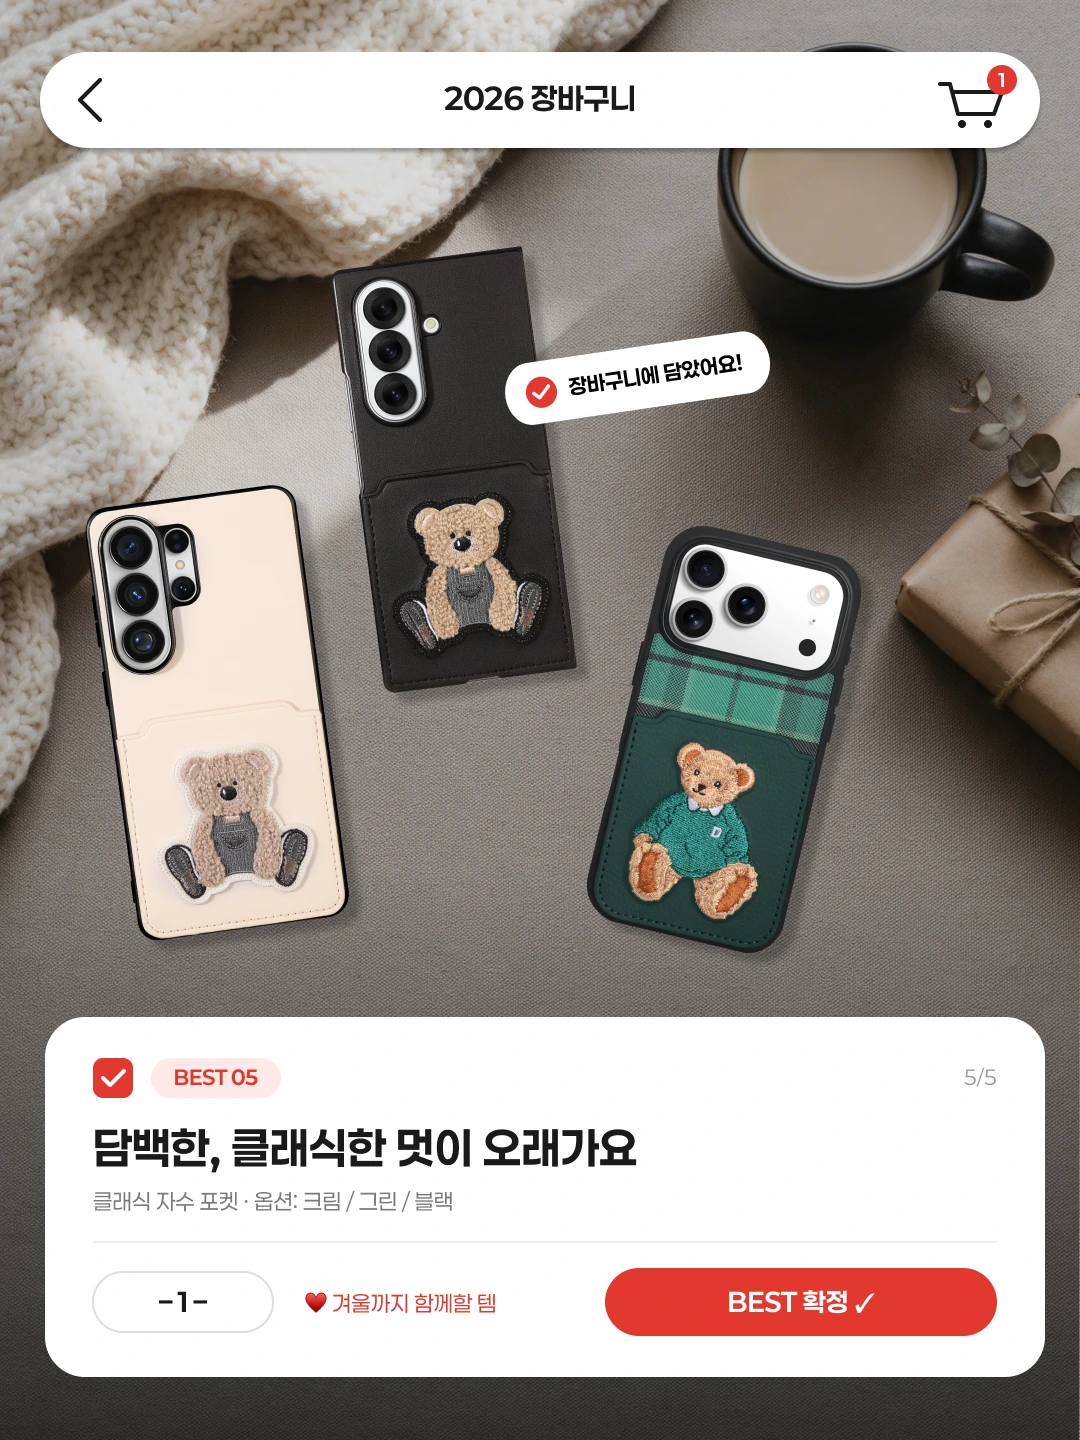 2026 장바구니
1
장바구니에 담았어요!
D
BEST 05
5/5
담백한, 클래식한 멋이 오래가요
클래식 자수 포켓 · 옵션: 크림 / 그린 / 블랙
–1–
♥ 겨울까지 함께할 템
BEST 확정 ✓